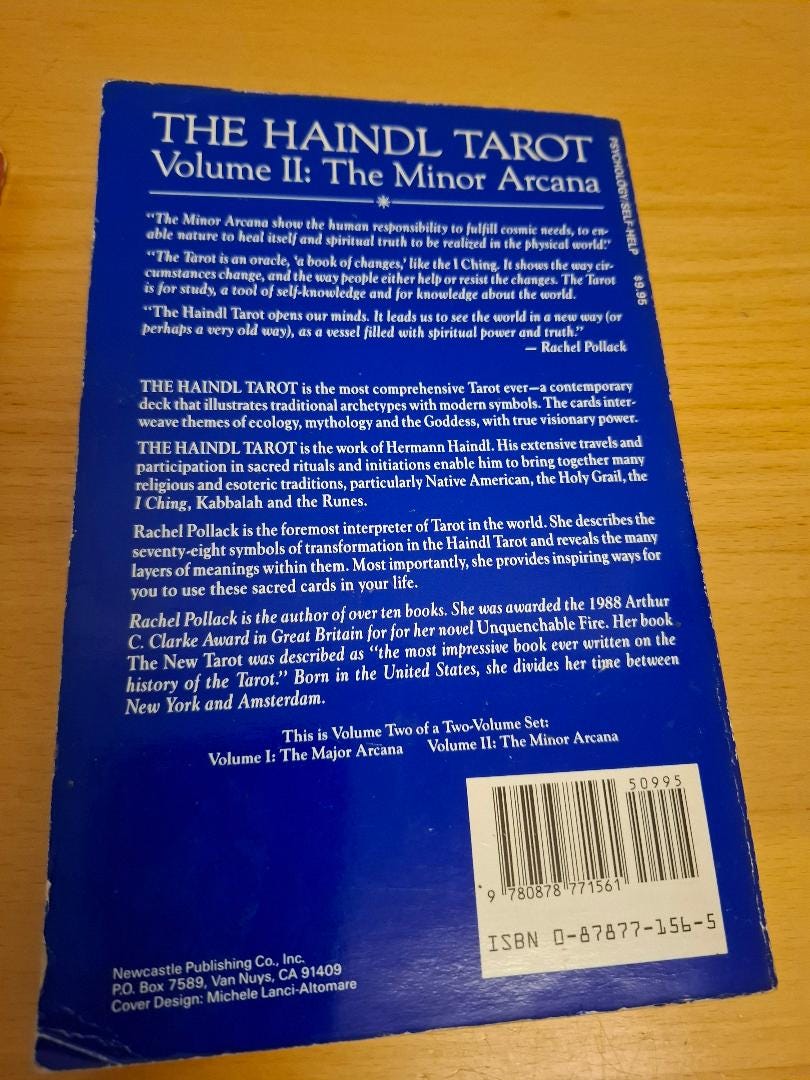 THE HAINDL TAROT
Volume II: The Minor Arcana
PSYCHOLOGY/SELF-HELP $9.95
"The Minor Arcana show the human responsibility to fulfill cosmic needs, to en-
able nature to heal itself and spiritual truth to be realized in the physical world."
"The Tarot is an oracle, 'a book of changes,' like the I Ching. It shows the way cir-
cumstances change, and the way people either help or resist the changes. The Tarot
is for study, a tool of self-knowledge and for knowledge about the world.
"The Haindl Tarot opens our minds. It leads us to see the world in a new way (or
perhaps a very old way), as a vessel filled with spiritual power and truth."
— Rachel Pollack
THE HAINDL TAROT is the most comprehensive Tarot ever—a contemporary
deck that illustrates traditional archetypes with modern symbols. The cards inter-
weave themes of ecology, mythology and the Goddess, with true visionary power.
THE HAINDL TAROT is the work of Hermann Haindl. His extensive travels and
participation in sacred rituals and initiations enable him to bring together many
religious and esoteric traditions, particularly Native American, the Holy Grail, the
I Ching, Kabbalah and the Runes.
Rachel Pollack is the foremost interpreter of Tarot in the world. She describes the
seventy-eight symbols of transformation in the Haindl Tarot and reveals the many
layers of meanings within them. Most importantly, she provides inspiring ways for
you to use these sacred cards in your life.
Rachel Pollack is the author of over ten books. She was awarded the 1988 Arthur
C. Clarke Award in Great Britain for for her novel Unquenchable Fire. Her book
The New Tarot was described as "the most impressive book ever written on the
history of the Tarot." Born in the United States, she divides her time between
New York and Amsterdam.
This is Volume Two of a Two-Volume Set:
Volume I: The Major Arcana Volume II: The Minor Arcana
50995
9 780878 771561
ISBN 0-87877-156-5
Newcastle Publishing Co., Inc.
P.O. Box 7589, Van Nuys, CA 91409
Cover Design: Michele Lanci-Altomare